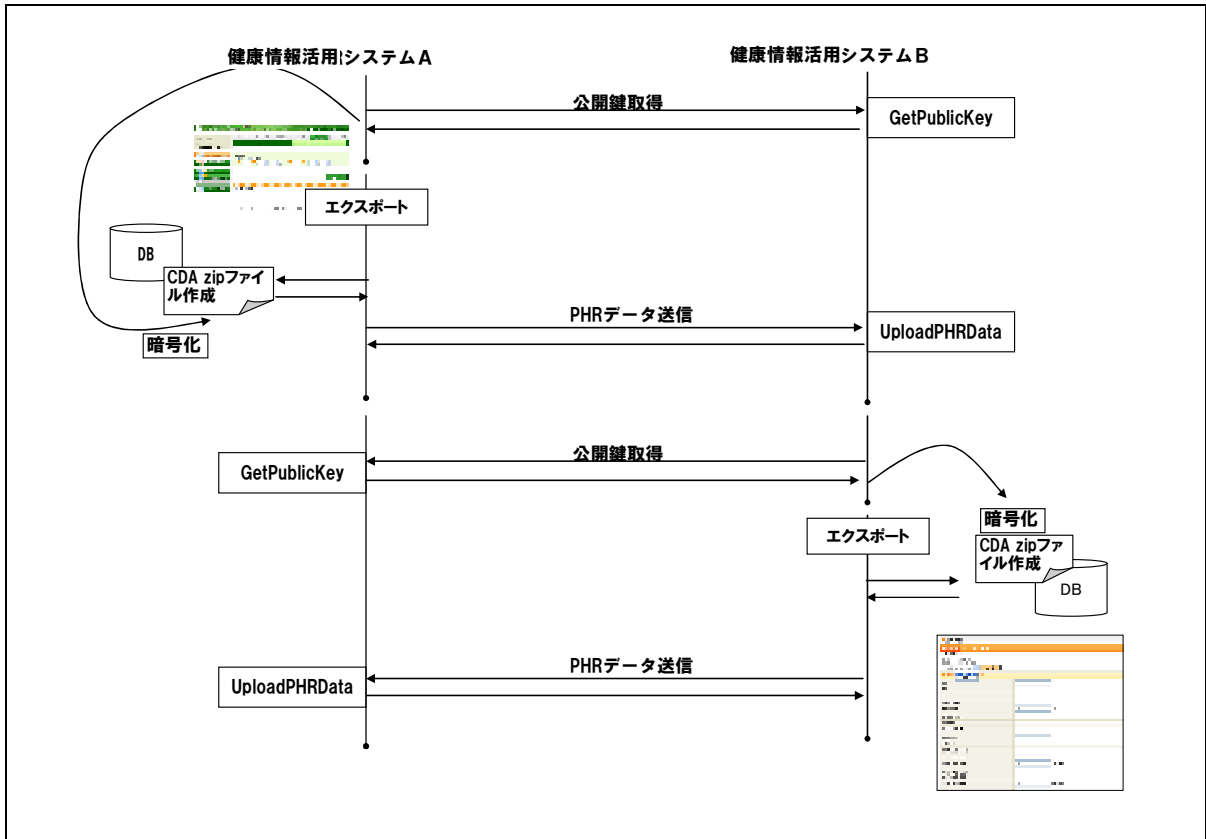 健康情報活用システムA
健康情報活用システムB
公開鍵取得
GetPublicKey
エクスポート
DB
CDA zipファイ
ル作成
PHRデータ送信
UploadPHRData
暗号化
公開鍵取得
GetPublicKey
暗号化
エクスポート
CDA zipファ
イル作成
DB
PHRデータ送信
UploadPHRData